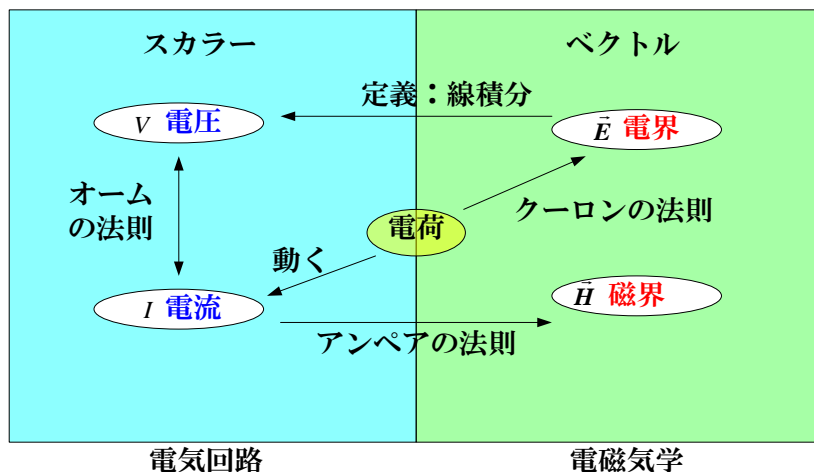 スカラー
ベクトル
定義：線積分
V 電圧
E⃗ 電界
オーム
の法則
電荷
クーロンの法則
動く
I 電流
H⃗ 磁界
アンペアの法則
電気回路
電磁気学